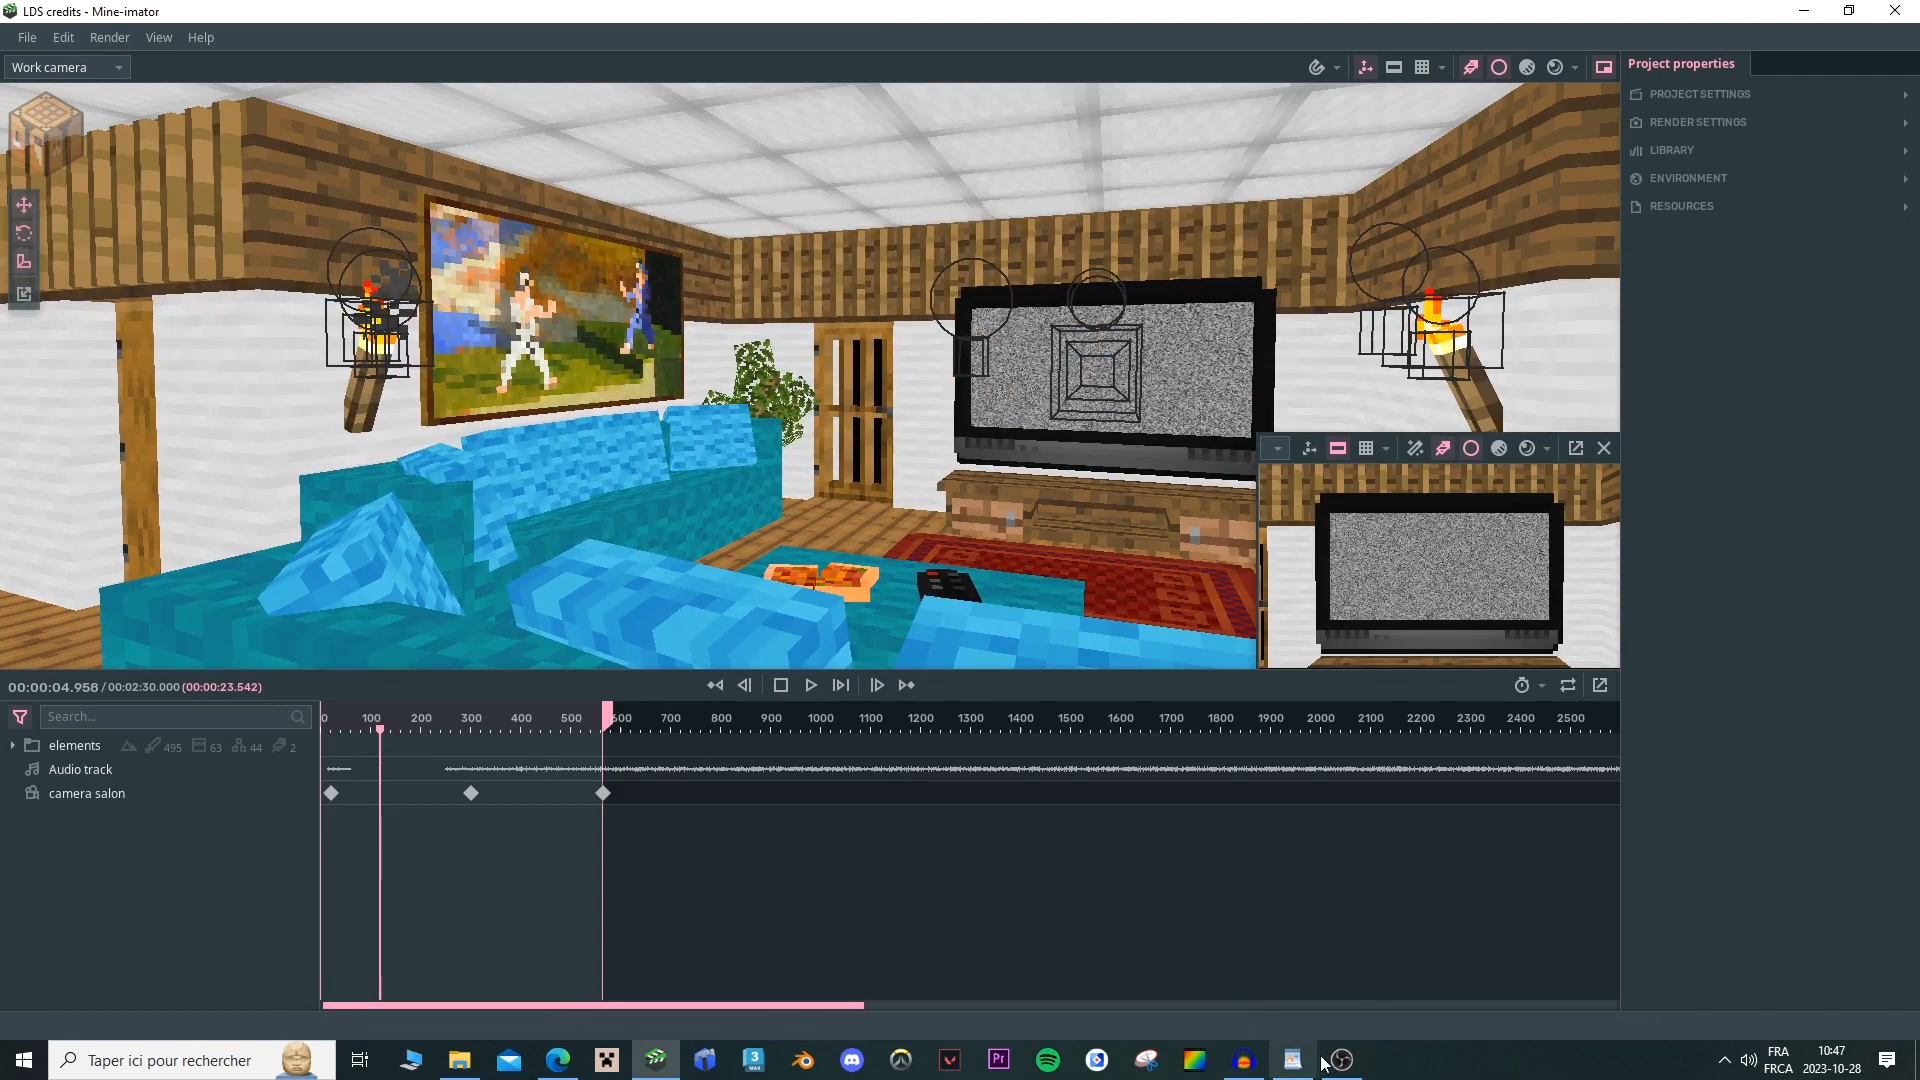 LDS credits - Mine-imator
File Edit Render View Help
Work camera
Project properties
PROJECT SETTINGS
RENDER SETTINGS
LIBRARY
ENVIRONMENT
RESOURCES
00:00:04.958 / 00:02:30.000 (00:00:23.542)
Search...
0 100 200 300 400 500 600 700 800 900 1000 1100 1200 1300 1400 1500 1600 1700 1800 1900 2000 2100 2200 2300 2400 2500
elements 495 63 44 2
Audio track
camera salon
Taper ici pour rechercher
3
MAX
Pr
FRA
FRCA
10:47
2023-10-28